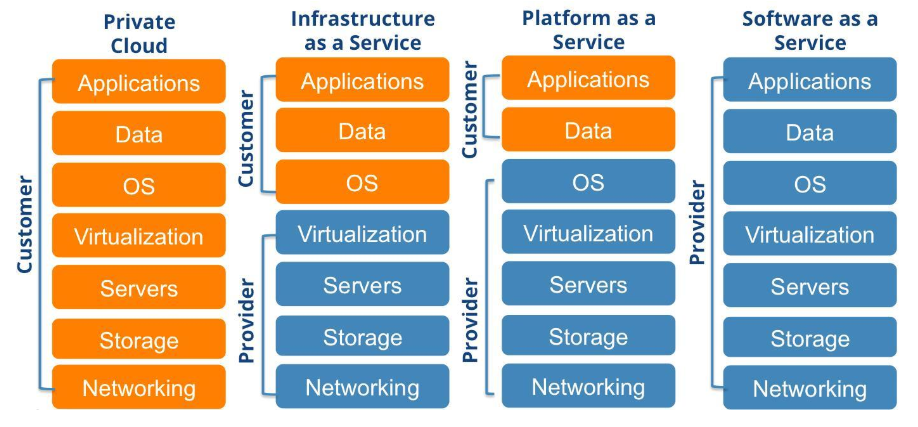 Private
Cloud
Customer
Applications
Data
OS
Virtualization
Servers
Storage
Networking
Infrastructure
as a Service
Customer
Applications
Data
OS
Provider
Virtualization
Servers
Storage
Networking
Platform as a
Service
Customer
Applications
Data
Provider
OS
Virtualization
Servers
Storage
Networking
Software as a
Service
Provider
Applications
Data
OS
Virtualization
Servers
Storage
Networking